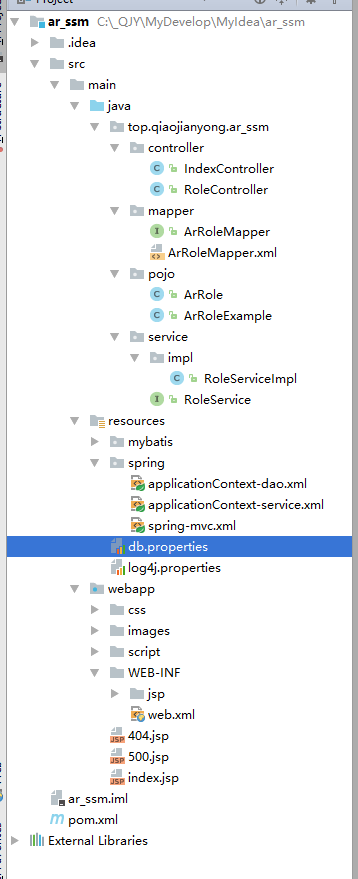 ar_ssm C:\_QJY\MyDevelop\MyIdea\ar_ssm
.idea
src
main
java
top.qiaojianyong.ar_ssm
controller
C IndexController
C RoleController
mapper
I ArRoleMapper
ArRoleMapper.xml
pojo
C ArRole
C ArRoleExample
service
impl
C RoleServiceImpl
I RoleService
resources
mybatis
spring
applicationContext-dao.xml
applicationContext-service.xml
spring-mvc.xml
db.properties
log4j.properties
webapp
css
images
script
WEB-INF
jsp
web.xml
JSP 404.jsp
JSP 500.jsp
JSP index.jsp
ar_ssm.iml
m pom.xml
External Libraries